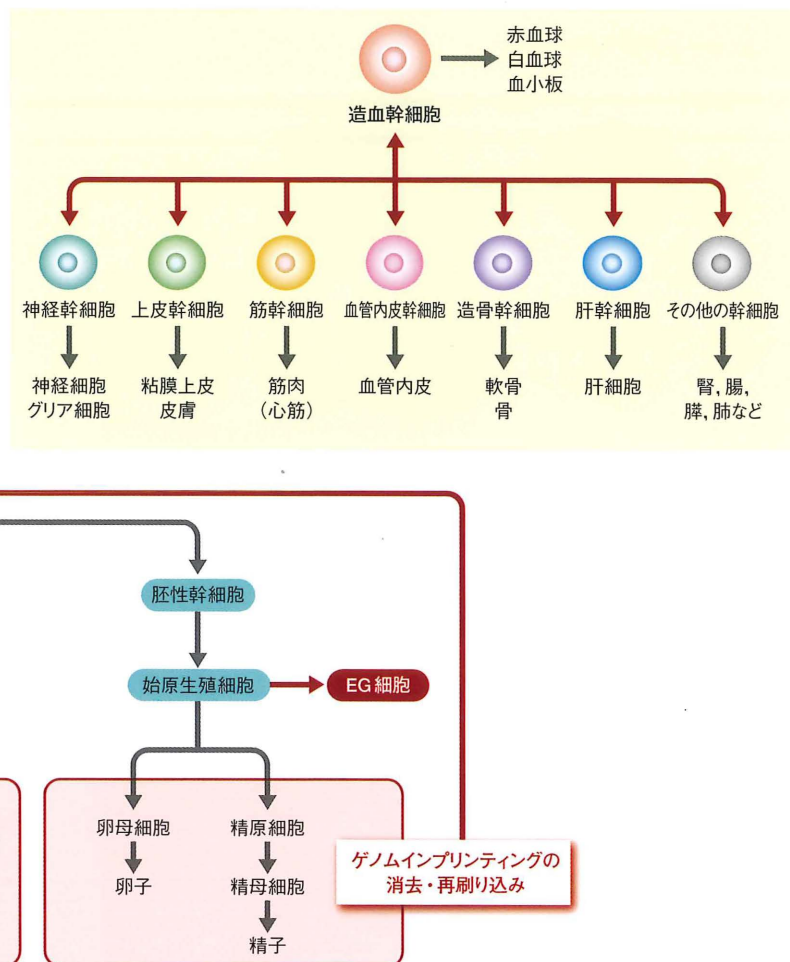 赤血球
白血球
血小板
造血幹細胞
神経幹細胞
上皮幹細胞
筋幹細胞
血管内皮幹細胞
造骨幹細胞
肝幹細胞
その他の幹細胞
神経細胞
グリア細胞
粘膜上皮
皮膚
筋肉
(心筋)
血管内皮
軟骨
骨
肝細胞
腎, 腸,
膵, 肺など
胚性幹細胞
始原生殖細胞
EG 細胞
卵母細胞
卵子
精原細胞
精母細胞
精子
ゲノムインプリンティングの
消去・再刷り込み